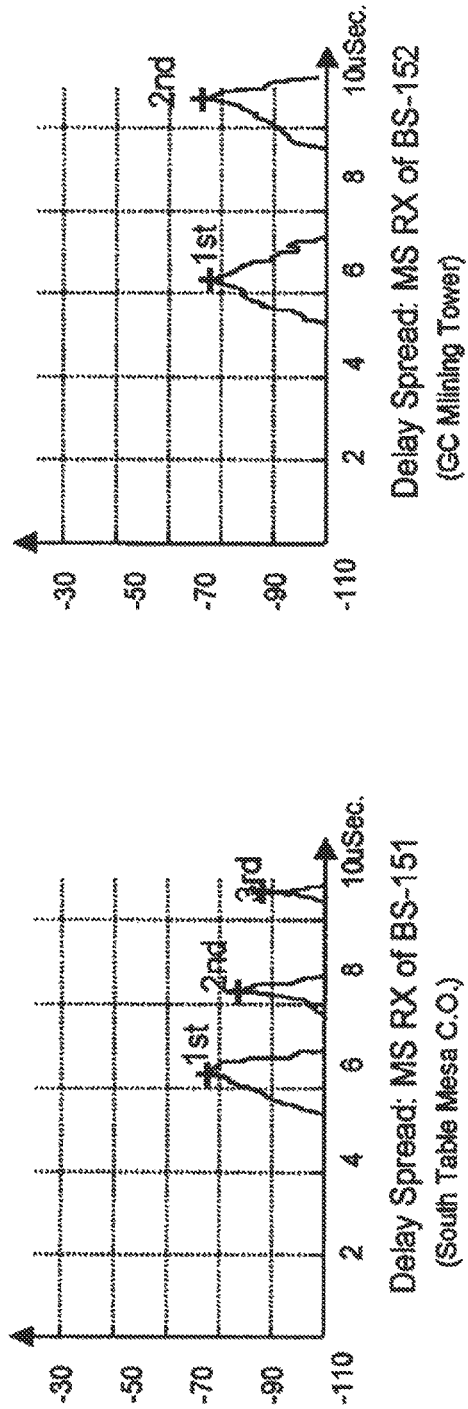 -30
-50
-70
-90
-110
1st
2nd
3rd
2 4 6 8 10uSec.
Delay Spread: MS RX of BS-151
(South Table Mesa C.O.)
-30
-50
-70
-90
-110
1st
2nd
2 4 6 8 10uSec.
Delay Spread: MS RX of BS-152
(GC Miining Tower)